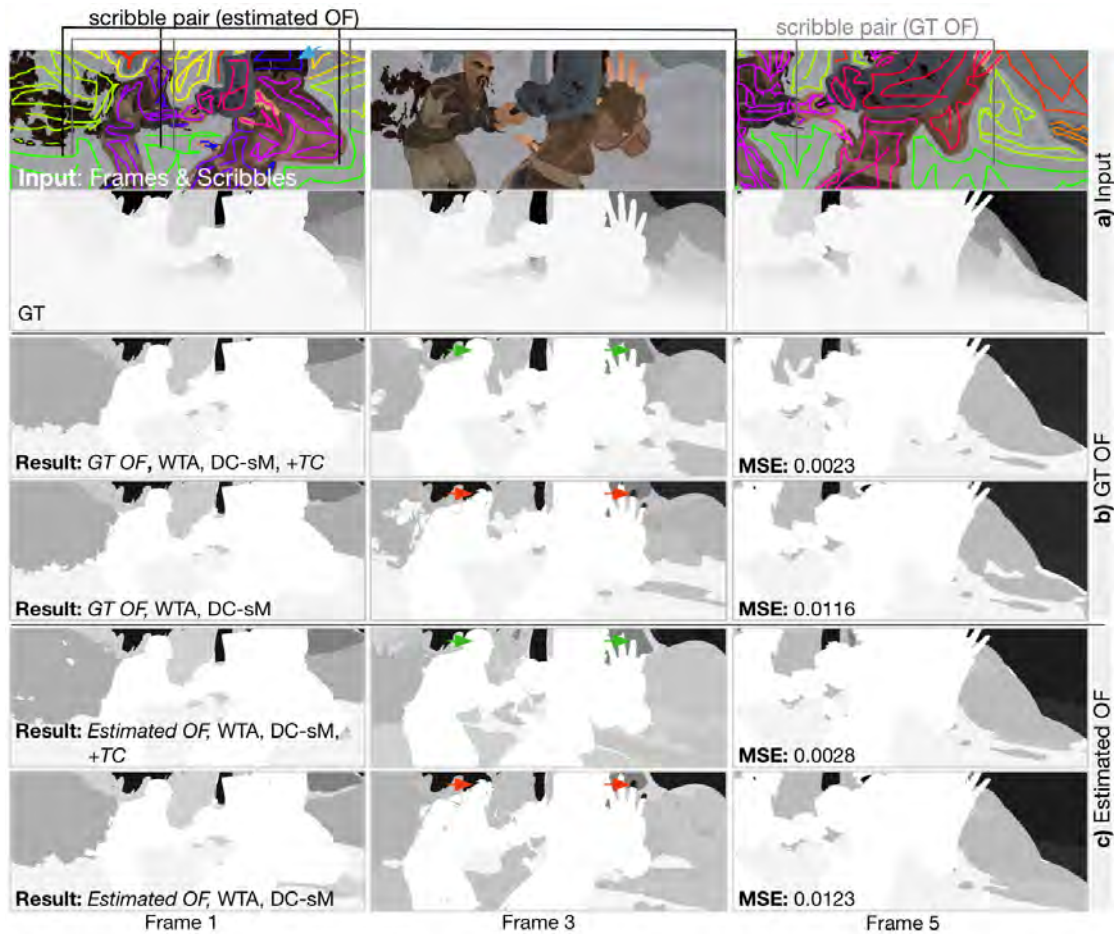 scribble pair (estimated OF)
scribble pair (GT OF)
Input: Frames & Scribbles
a) Input
GT
Result: GT OF, WTA, DC-sM, +TC
MSE: 0.0023
b) GT OF
Result: GT OF, WTA, DC-sM
MSE: 0.0116
Result: Estimated OF, WTA, DC-sM,
+TC
MSE: 0.0028
c) Estimated OF
Result: Estimated OF, WTA, DC-sM
MSE: 0.0123
Frame 1
Frame 3
Frame 5